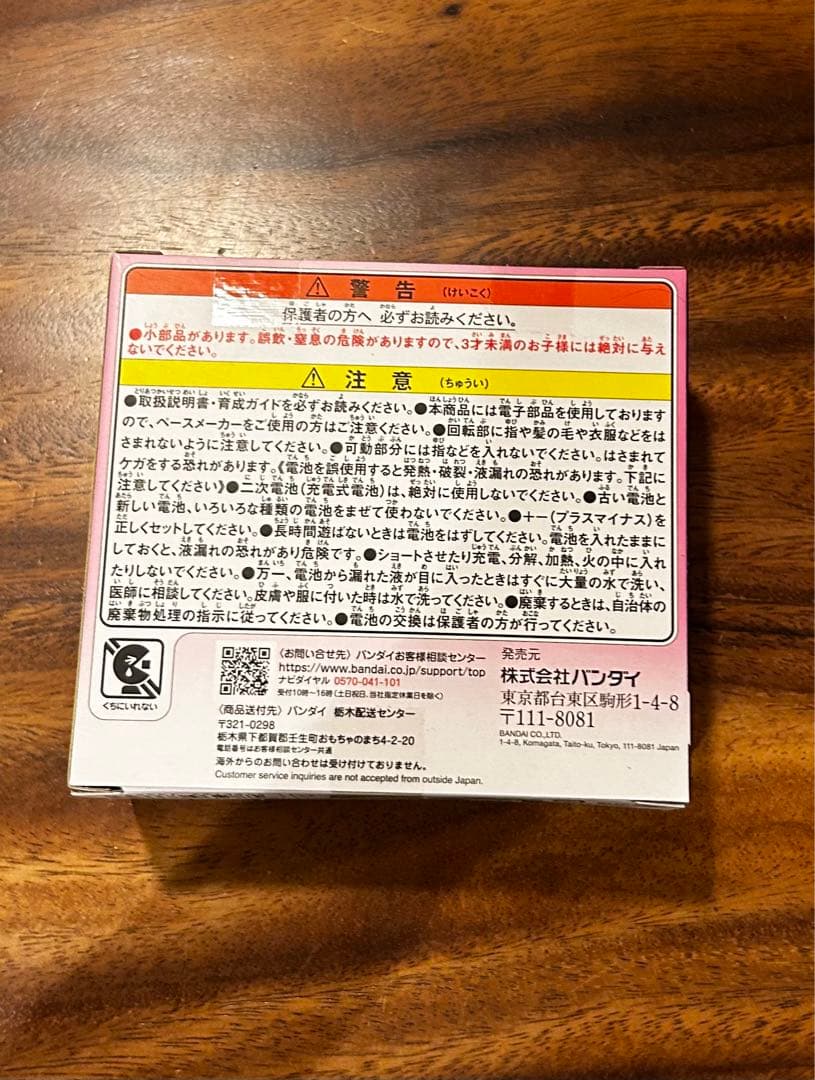 警告 (けいこく)
保護者の方へ 必ずお読みください。
●小部品があります。誤飲・窒息の危険がありますので、3才未満のお子様には絶対に与え
ないでください。
注意 (ちゅうい)
●取扱説明書・育成ガイドを必ずお読みください。●本商品には電子部品を使用しております
ので、ペースメーカーをご使用の方はご注意ください。●回転部に指や髪の毛や衣服などをは
さまれないように注意してください。●可動部分には指などを入れないでください。はさまれて
ケガをする恐れがあります。《電池を誤使用すると発熱・破裂・液漏れの恐れがあります。下記に
注意してください》●二次電池(充電式電池)は、絶対に使用しないでください。●古い電池と
新しい電池、いろいろな種類の電池をまぜて使わないでください。●+-(プラスマイナス)を
正しくセットしてください。●長時間遊ばないときは電池をはずしてください。電池を入れたままに
しておくと、液漏れの恐れがあり危険です。●ショートさせたり充電、分解、加熱、火の中に入れ
たりしないでください。●万一、電池から漏れた液が目に入ったときはすぐに大量の水で洗い、
医師に相談してください。皮膚や服に付いた時は水で洗ってください。●廃棄するときは、自治体の
廃棄物処理の指示に従ってください。●電池の交換は保護者の方が行ってください。
くちにいれない
〈お問い合せ先〉バンダイお客様相談センター
https://www.bandai.co.jp/support/top
ナビダイヤル 0570-041-101
受付10時〜16時(土日祝日、当社指定休業日を除く)
〈商品送付先〉バンダイ 栃木配送センター
〒321-0298
栃木県下都賀郡壬生町おもちゃのまち4-2-20
電話番号はお客様相談センター共通
海外からのお問い合わせは受け付けておりません。
Customer service inquiries are not accepted from outside Japan.
発売元
株式会社バンダイ
東京都台東区駒形1-4-8
〒111-8081
BANDAI CO.,LTD.
1-4-8, Komagata, Taito-ku, Tokyo, 111-8081 Japan